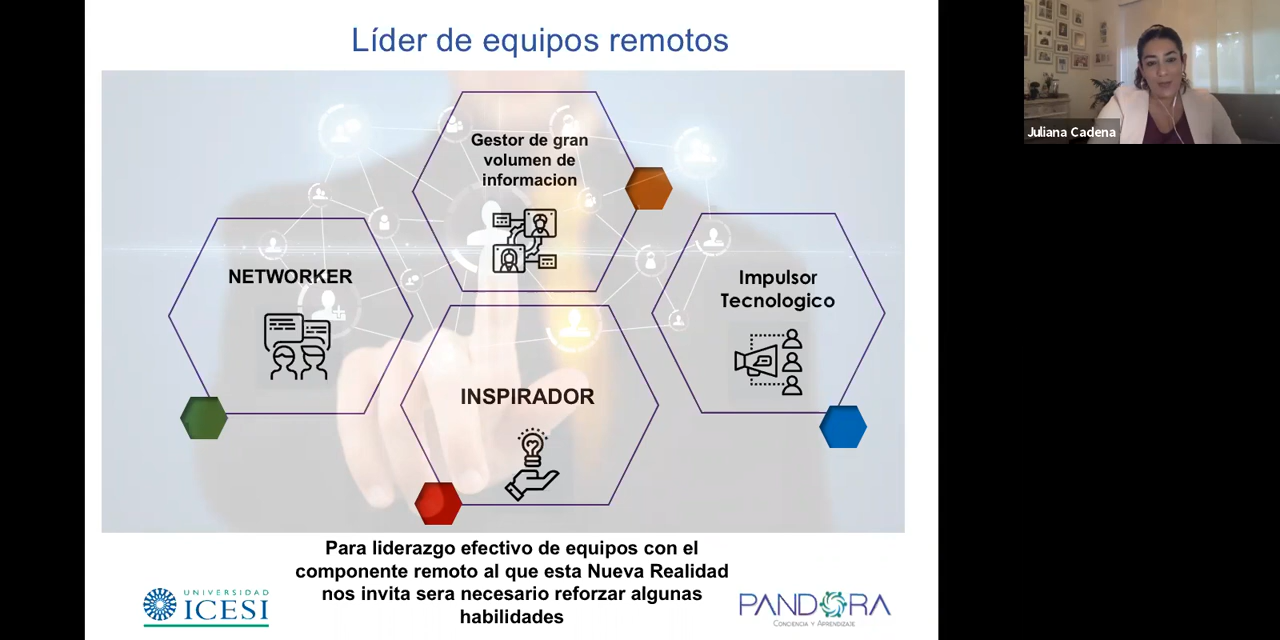 Líder de equipos remotos
Juliana Cadena
Gestor de gran
volumen de
informacion
NETWORKER
Impulsor
Tecnologico
INSPIRADOR
Para liderazgo efectivo de equipos con el
componente remoto al que esta Nueva Realidad
nos invita sera necesario reforzar algunas
habilidades
UNIVERSIDAD
ICESI
PANDORA
CONCIENCIA Y APRENDIZAJE